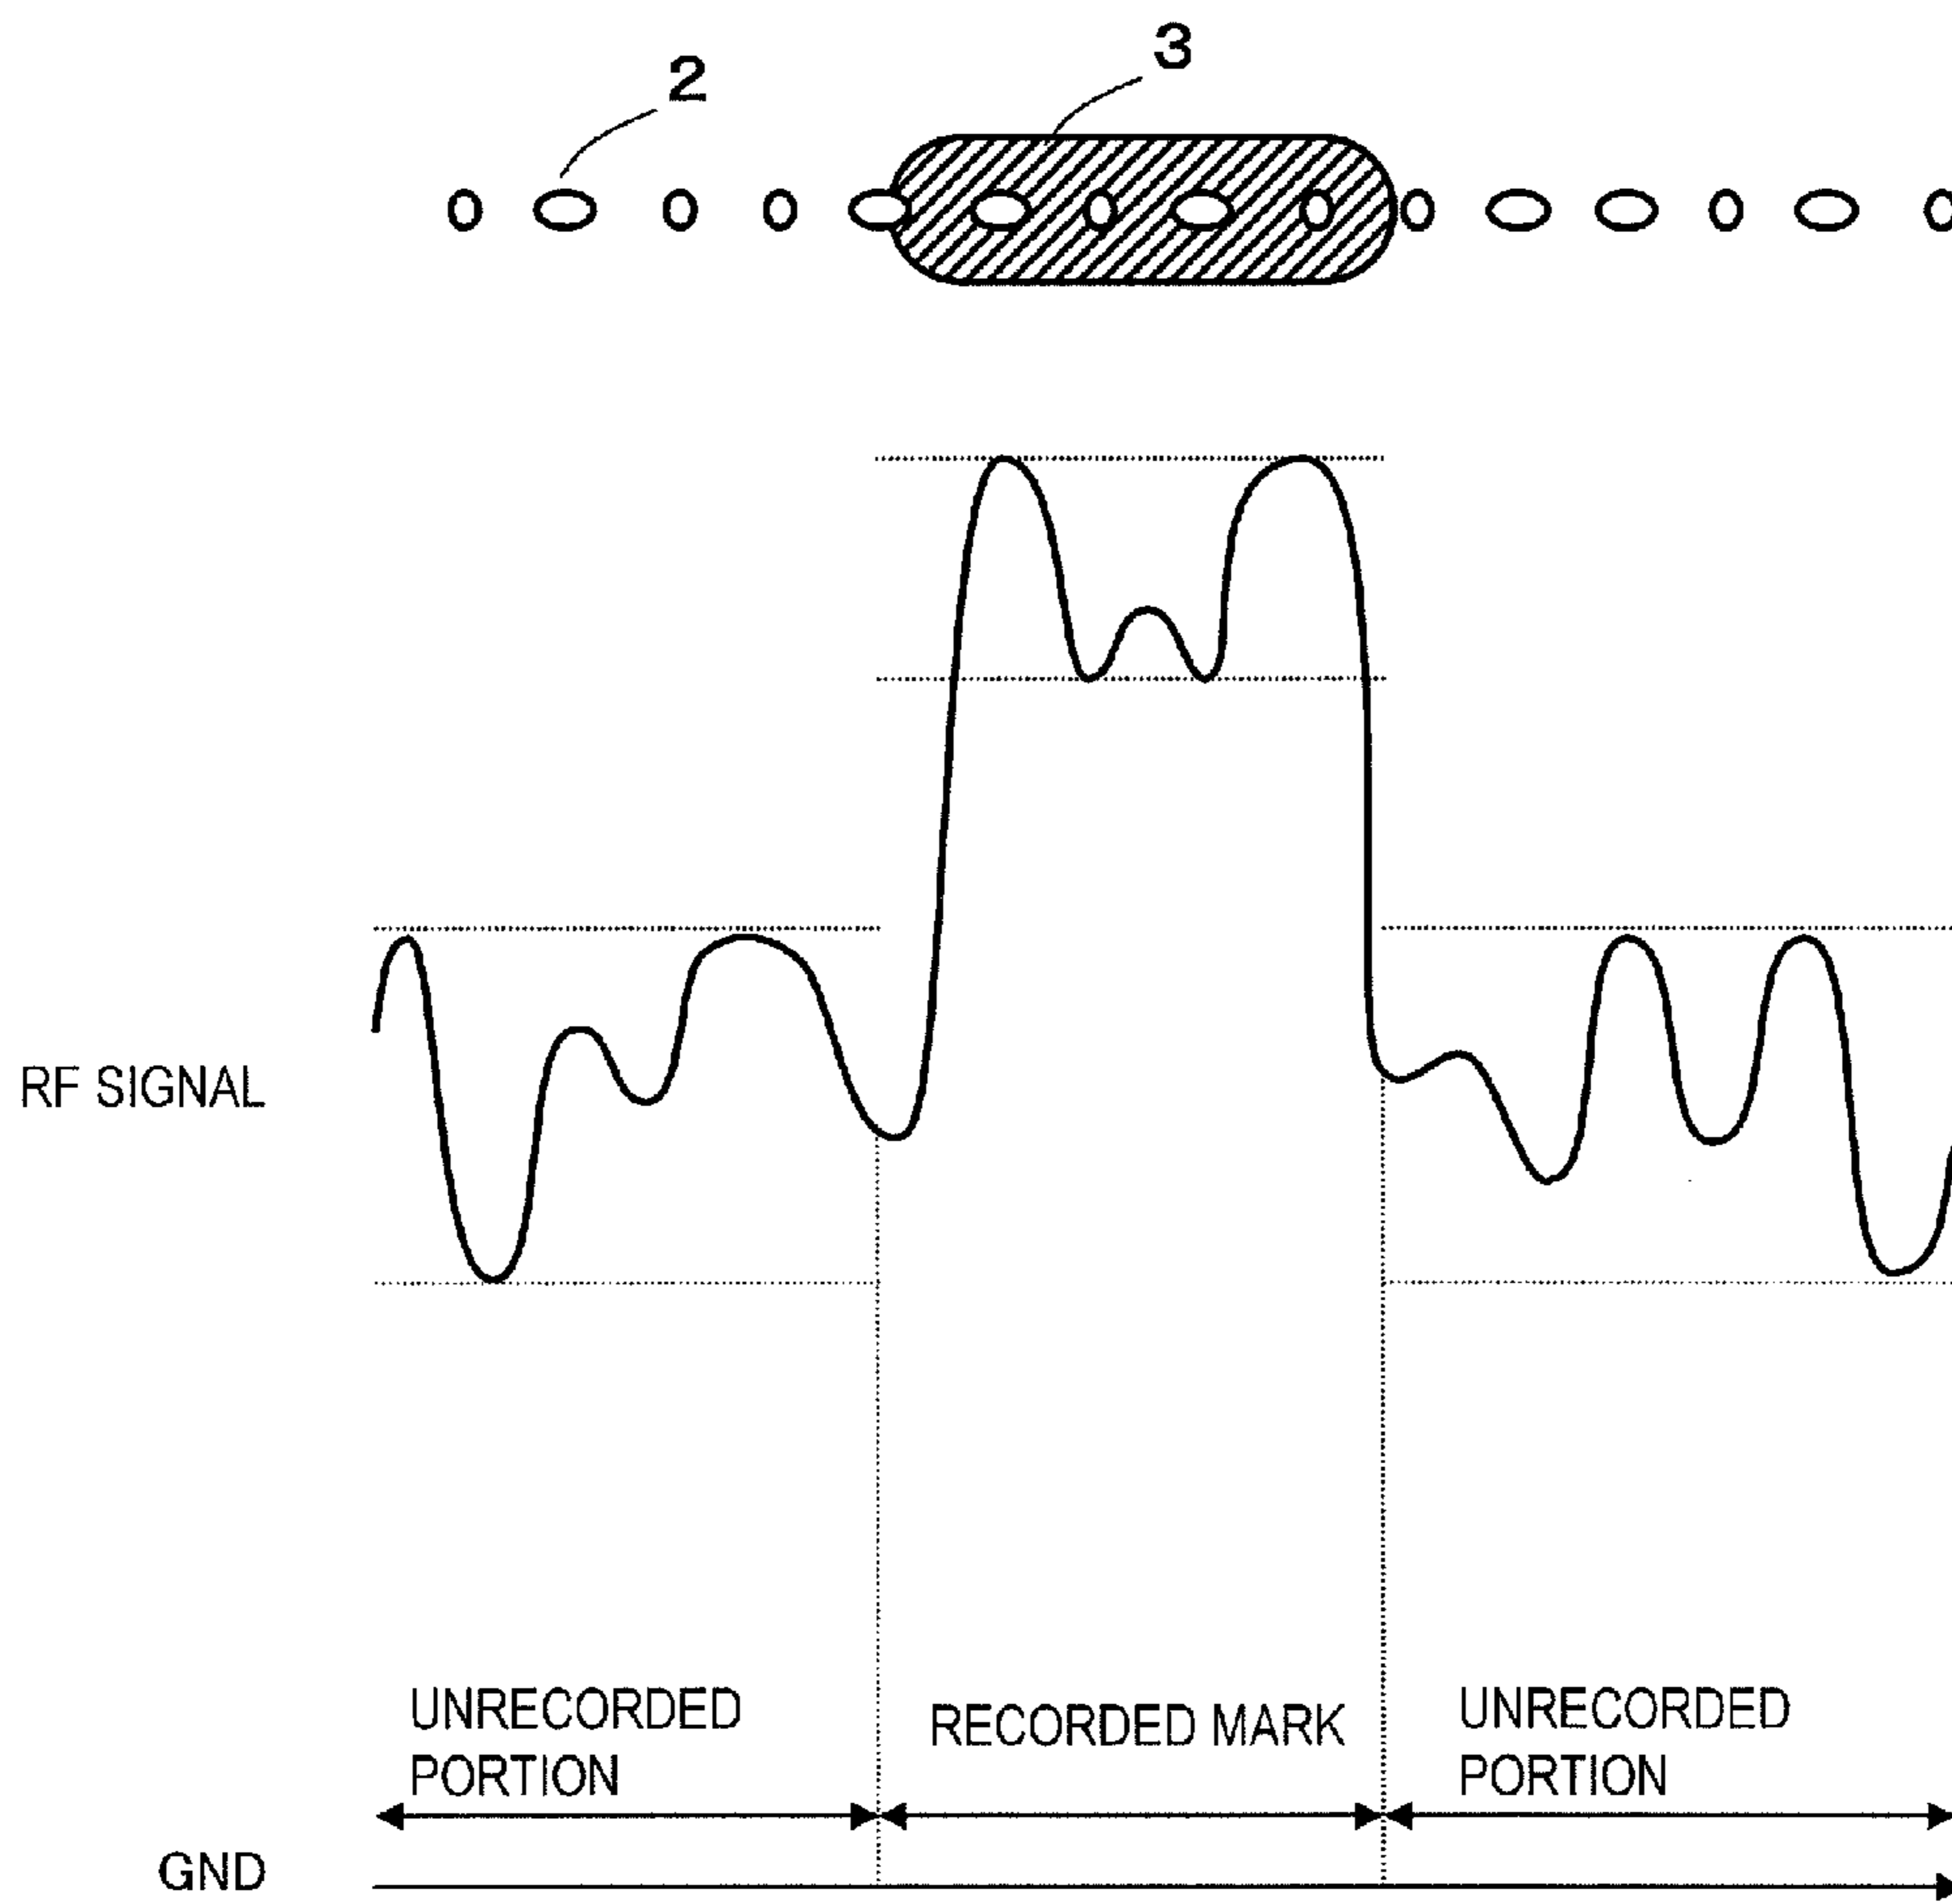 2
3
RF SIGNAL
UNRECORDED
PORTION
RECORDED MARK
UNRECORDED
PORTION
GND